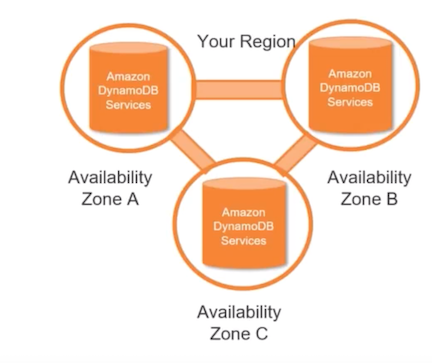 Your Region
Amazon
DynamoDB
Services
Amazon
DynamoDB
Services
Availability
Zone A
Availability
Zone B
Amazon
DynamoDB
Services
Availability
Zone C